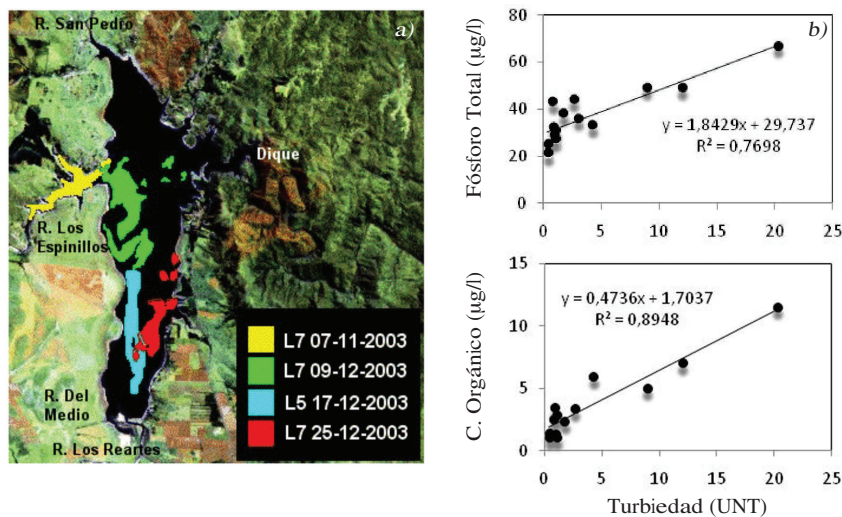 R. San Pedro
a)
Dique
R. Los
Espinillos
R. Del
Medio
R. Los Reartes
L7 07-11-2003
L7 09-12-2003
L5 17-12-2003
L7 25-12-2003
b)
Fósforo Total (µg/l)
80
60
40
20
0
y = 1,8429x + 29,737
R² = 0,7698
0 5 10 15 20 25
C. Orgánico (µg/l)
15
10
5
0
y = 0,4736x + 1,7037
R² = 0,8948
0 5 10 15 20 25
Turbiedad (UNT)